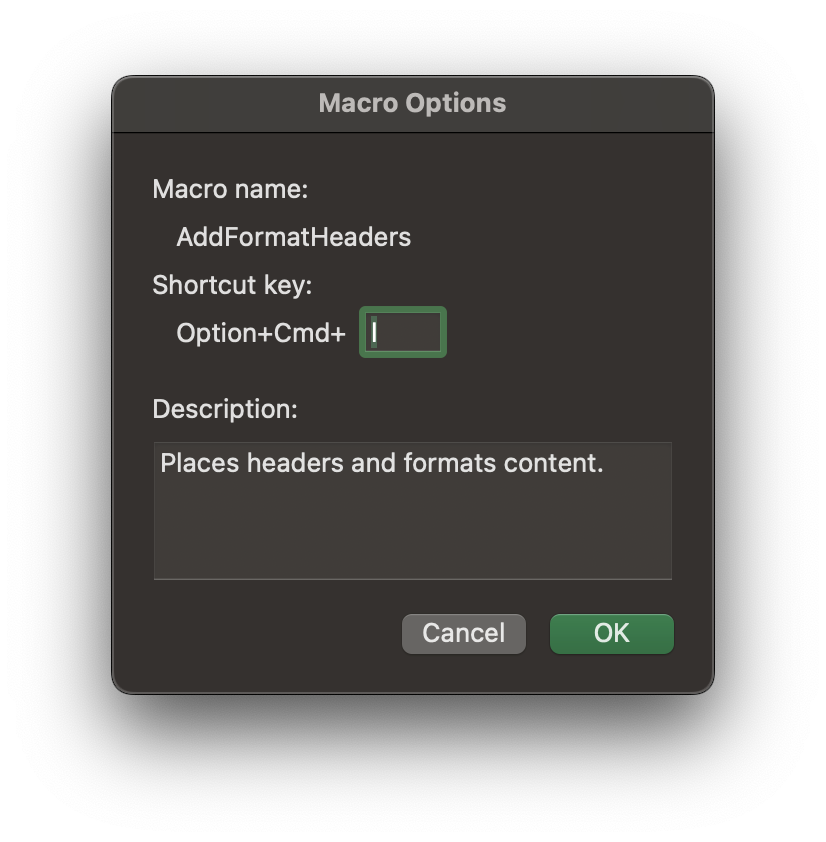 Macro Options
Macro name:
AddFormatHeaders
Shortcut key:
Option+Cmd+ l
Description:
Places headers and formats content.
Cancel OK